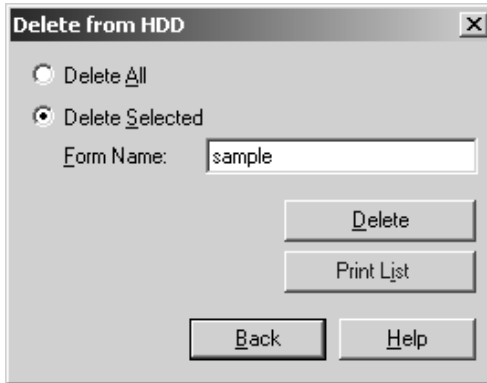 Delete from HDD
Delete All
Delete Selected
Form Name: sample
Delete
Print List
Back Help